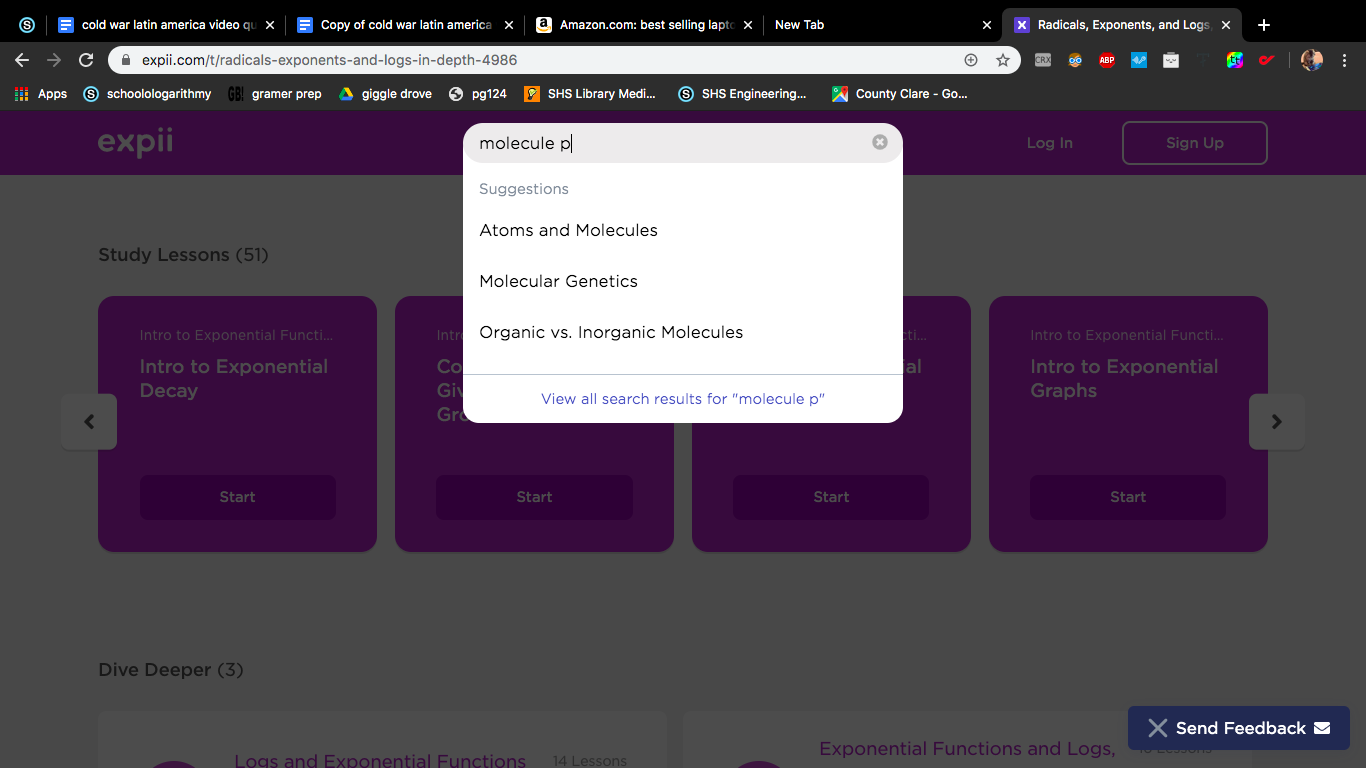 cold war latin america video qu
Copy of cold war latin america
Amazon.com: best selling lapto
New Tab
Radicals, Exponents, and Logs,
expii.com/t/radicals-exponents-and-logs-in-depth-4986
CRX
ABP
Apps
schoolologarithmy
GB!
gramer prep
giggle drove
pg124
SHS Library Medi...
SHS Engineering...
County Clare - Go...
expii
molecule p
Log In
Sign Up
Suggestions
Atoms and Molecules
Molecular Genetics
Organic vs. Inorganic Molecules
View all search results for "molecule p"
Study Lessons (51)
Intro to Exponential Functi...
Intro to Exponential
Decay
Start
Intr
Co
Giv
Gro
Start
cti...
ial
Start
Intro to Exponential Functi...
Intro to Exponential
Graphs
Start
Dive Deeper (3)
Logs and Exponential Functions
14 Lessons
Exponential Functions and Logs,
Send Feedback